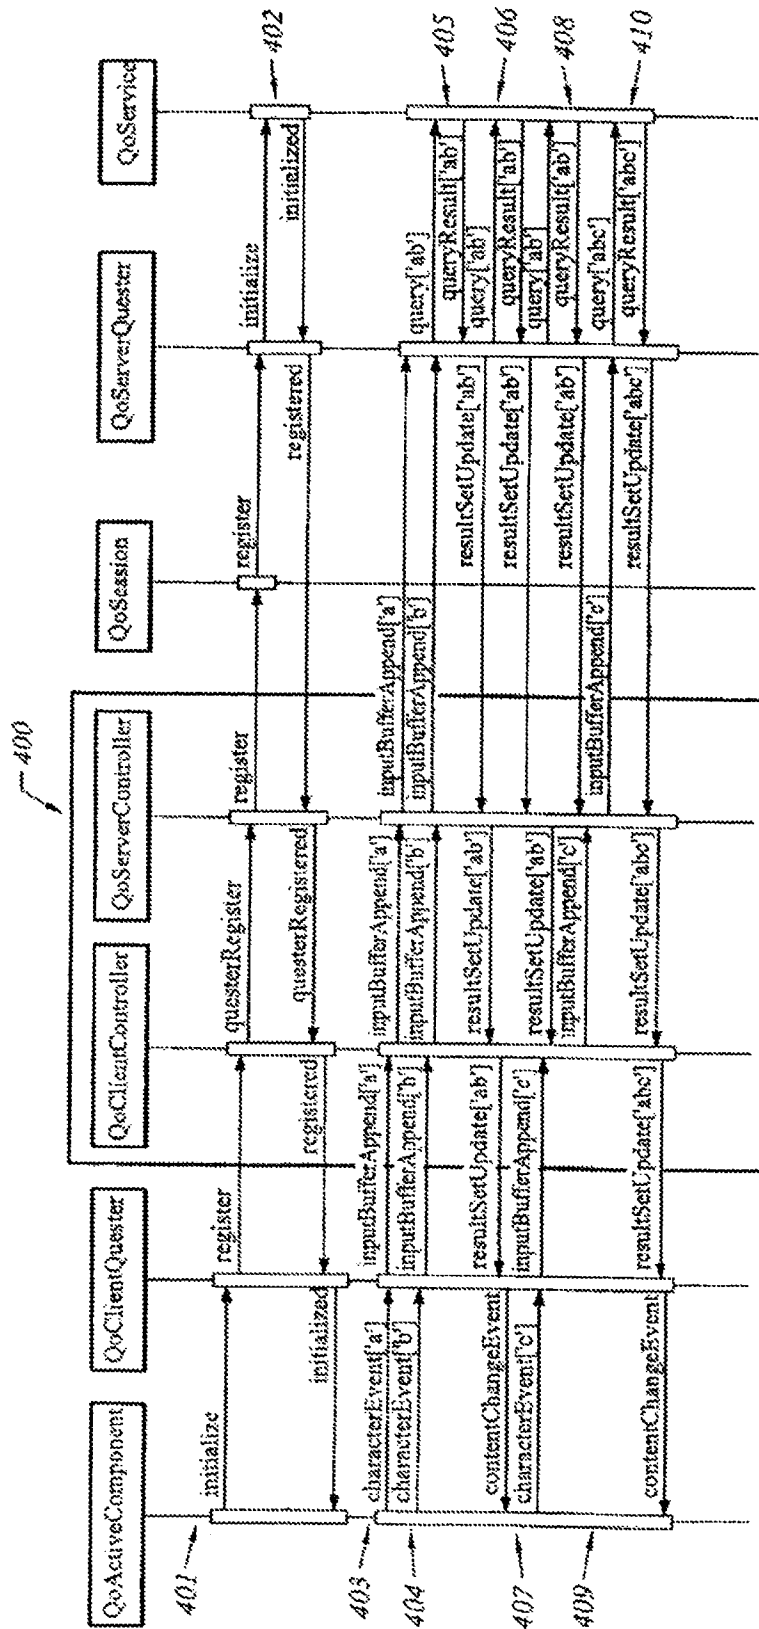 400
QoActiveComponent
QoClientQuester
QoClientController
QoServerController
QoSession
QoServerQuester
QoService
401
initialize
register
questerRegister
register
register
initialize
402
initialized
registered
questerRegistered
registered
initialized
403
characterEvent['a']
inputBufferAppend['a']
inputBufferAppend['a']
inputBufferAppend['a']
404
characterEvent['b']
inputBufferAppend['b']
inputBufferAppend['b']
inputBufferAppend['b']
query['ab']
405
queryResult['ab']
resultSetUpdate['ab']
resultSetUpdate['ab']
resultSetUpdate['ab']
contentChangeEvent
query['ab']
406
queryResult['ab']
resultSetUpdate['ab']
resultSetUpdate['ab']
407
characterEvent['c']
inputBufferAppend['c']
inputBufferAppend['c']
inputBufferAppend['c']
query['ab']
408
queryResult['ab']
resultSetUpdate['ab']
409
query['abc']
410
queryResult['abc']
resultSetUpdate['abc']
resultSetUpdate['abc']
resultSetUpdate['abc']
contentChangeEvent